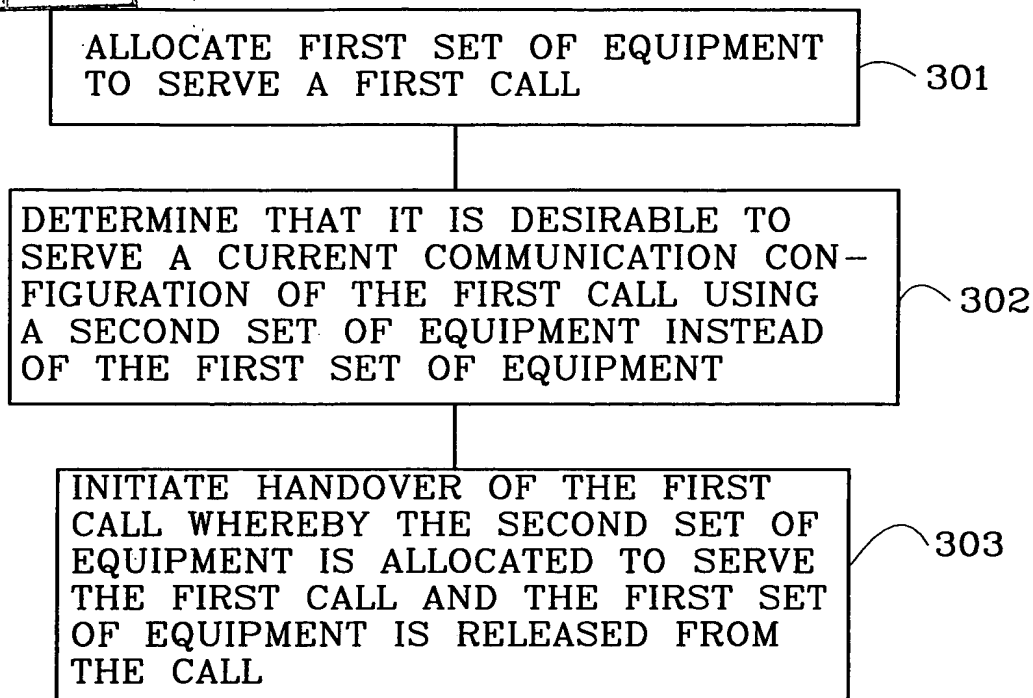 ALLOCATE FIRST SET OF EQUIPMENT
TO SERVE A FIRST CALL
301
DETERMINE THAT IT IS DESIRABLE TO
SERVE A CURRENT COMMUNICATION CON-
FIGURATION OF THE FIRST CALL USING
A SECOND SET OF EQUIPMENT INSTEAD
OF THE FIRST SET OF EQUIPMENT
302
INITIATE HANDOVER OF THE FIRST
CALL WHEREBY THE SECOND SET OF
EQUIPMENT IS ALLOCATED TO SERVE
THE FIRST CALL AND THE FIRST SET
OF EQUIPMENT IS RELEASED FROM
THE CALL
303